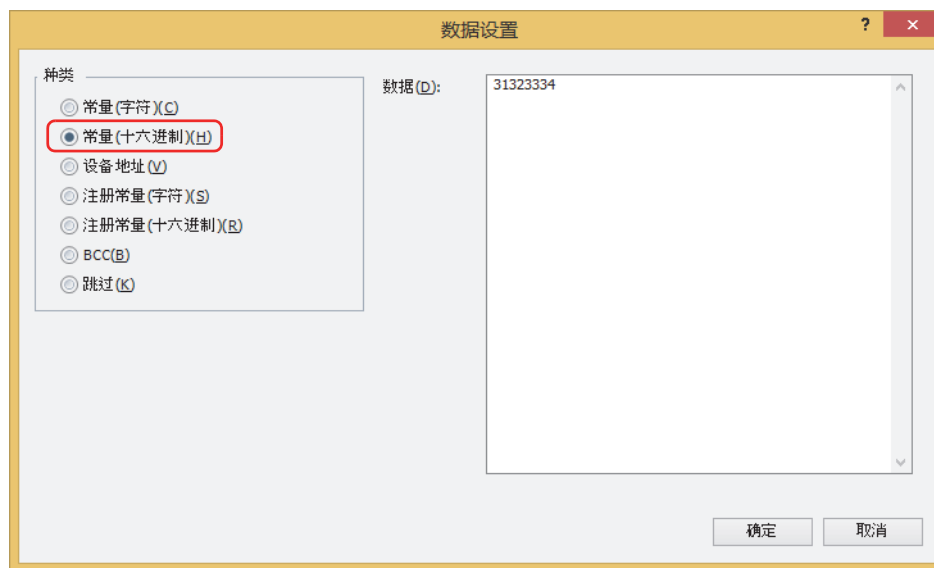 数据设置
?
×
种类
常量(字符)(C)
常量(十六进制)(H)
设备地址(V)
注册常量(字符)(S)
注册常量(十六进制)(R)
BCC(B)
跳过(K)
数据(D):
31323334
确定
取消